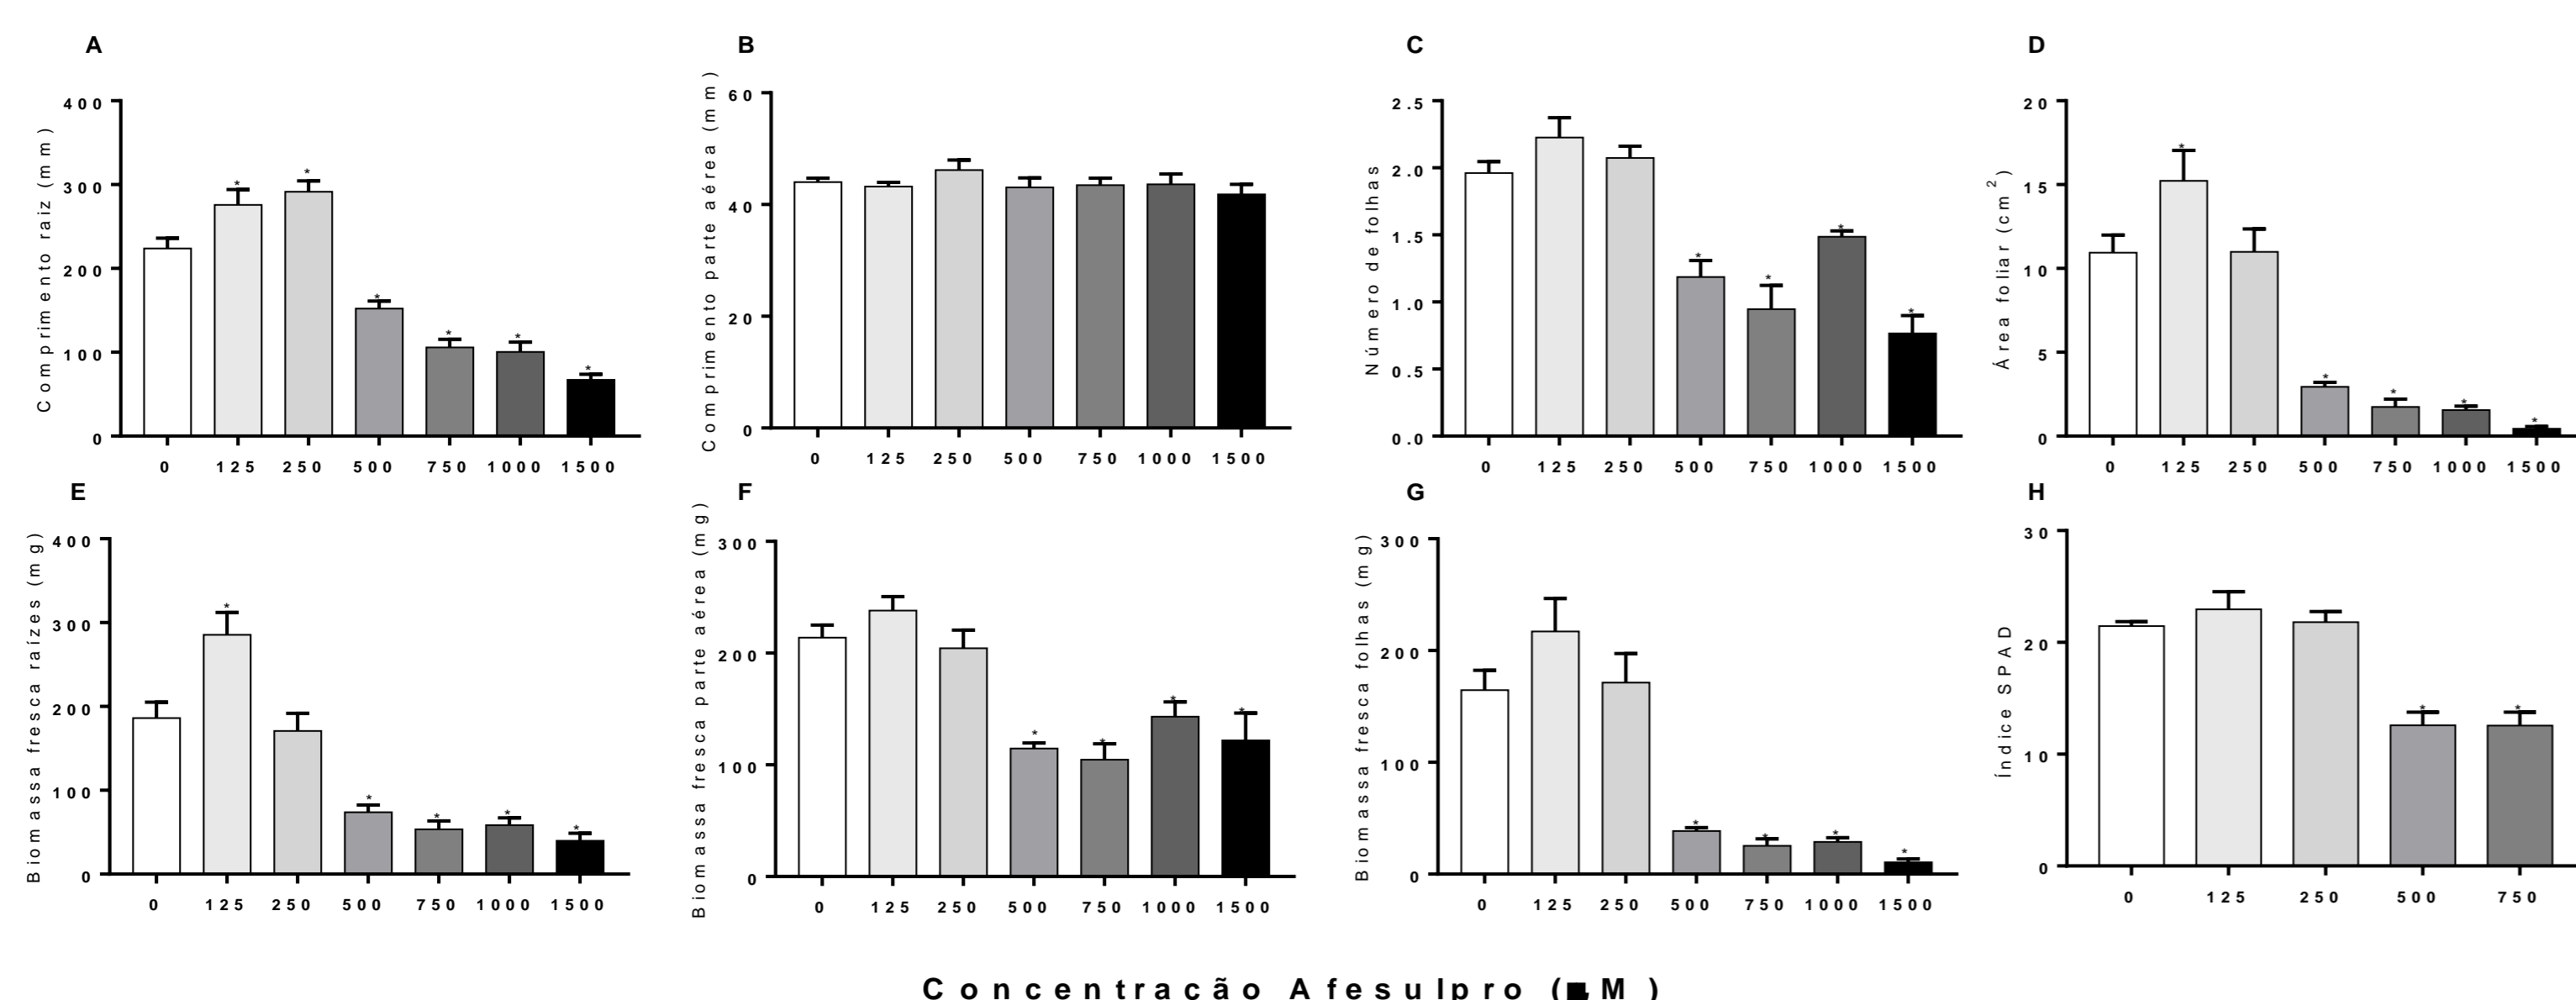 A
Comprimento raiz (mm)
400
300
200
100
0
* * * * * *
0 125 250 500 750 1000 1500
B
Comprimento parte aérea (mm)
60
40
20
0
0 125 250 500 750 1000 1500
C
Número de folhas
2.5
2.0
1.5
1.0
0.5
0.0
* * * *
0 125 250 500 750 1000 1500
D
Área foliar (cm²)
20
15
10
5
0
* * * * *
0 125 250 500 750 1000 1500
E
Biomassa fresca raízes (mg)
400
300
200
100
0
* * * * *
0 125 250 500 750 1000 1500
F
Biomassa fresca parte aérea (mg)
300
200
100
0
* * * *
0 125 250 500 750 1000 1500
G
Biomassa fresca folhas (mg)
300
200
100
0
* * * *
0 125 250 500 750 1000 1500
H
Índice SPAD
30
20
10
0
* *
0 125 250 500 750
Concentração Afesulpro ( M )